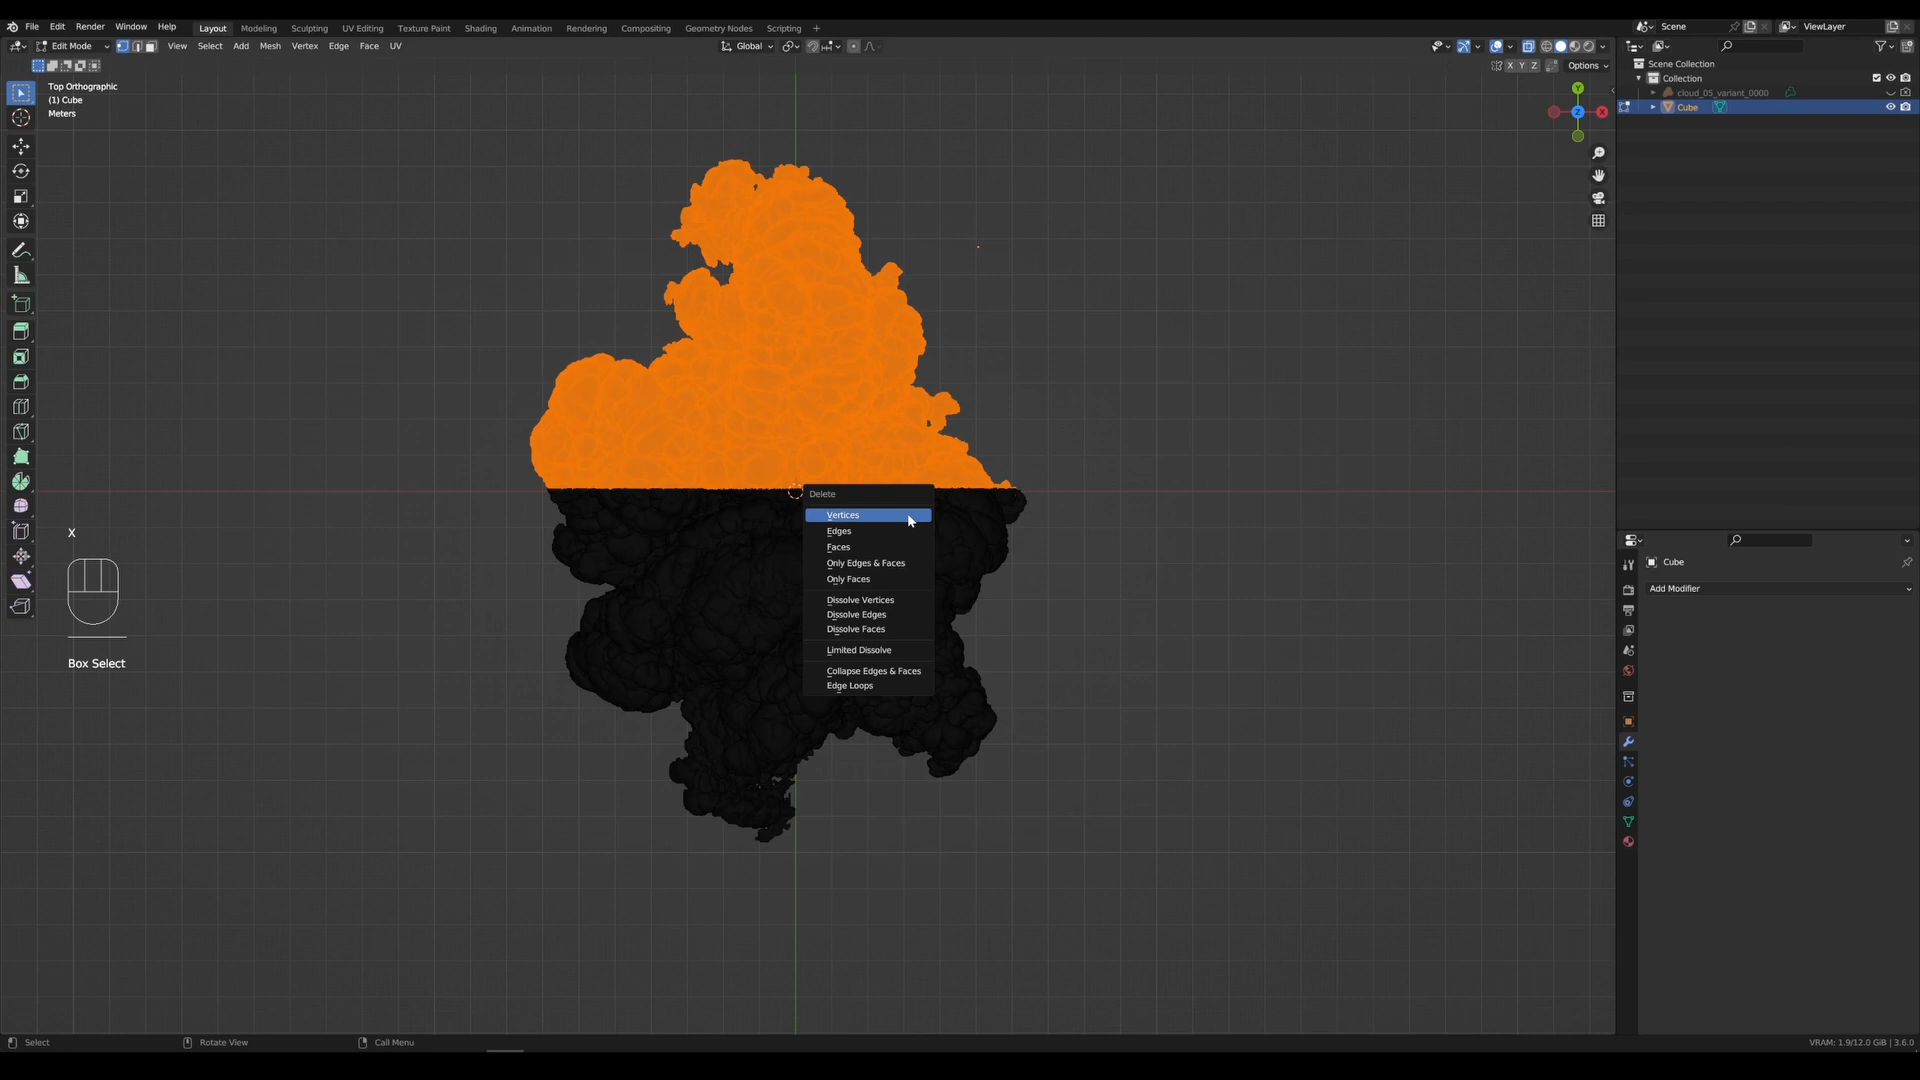 File Edit Render Window Help Layout Modeling Sculpting UV Editing Texture Paint Shading Animation Rendering Compositing Geometry Nodes Scripting + Scene ViewLayer
Edit Mode View Select Add Mesh Vertex Edge Face UV Global
X Y Z Options
Top Orthographic
(1) Cube
Meters
Y
Z
X
Scene Collection
Collection
cloud_05_variant_0000
Cube
Delete
Vertices
Edges
Faces
Only Edges & Faces
Only Faces
Dissolve Vertices
Dissolve Edges
Dissolve Faces
Limited Dissolve
Collapse Edges & Faces
Edge Loops
X
Box Select
Cube
Add Modifier
Select Rotate View Call Menu VRAM: 1.9/12.0 GiB | 3.6.0